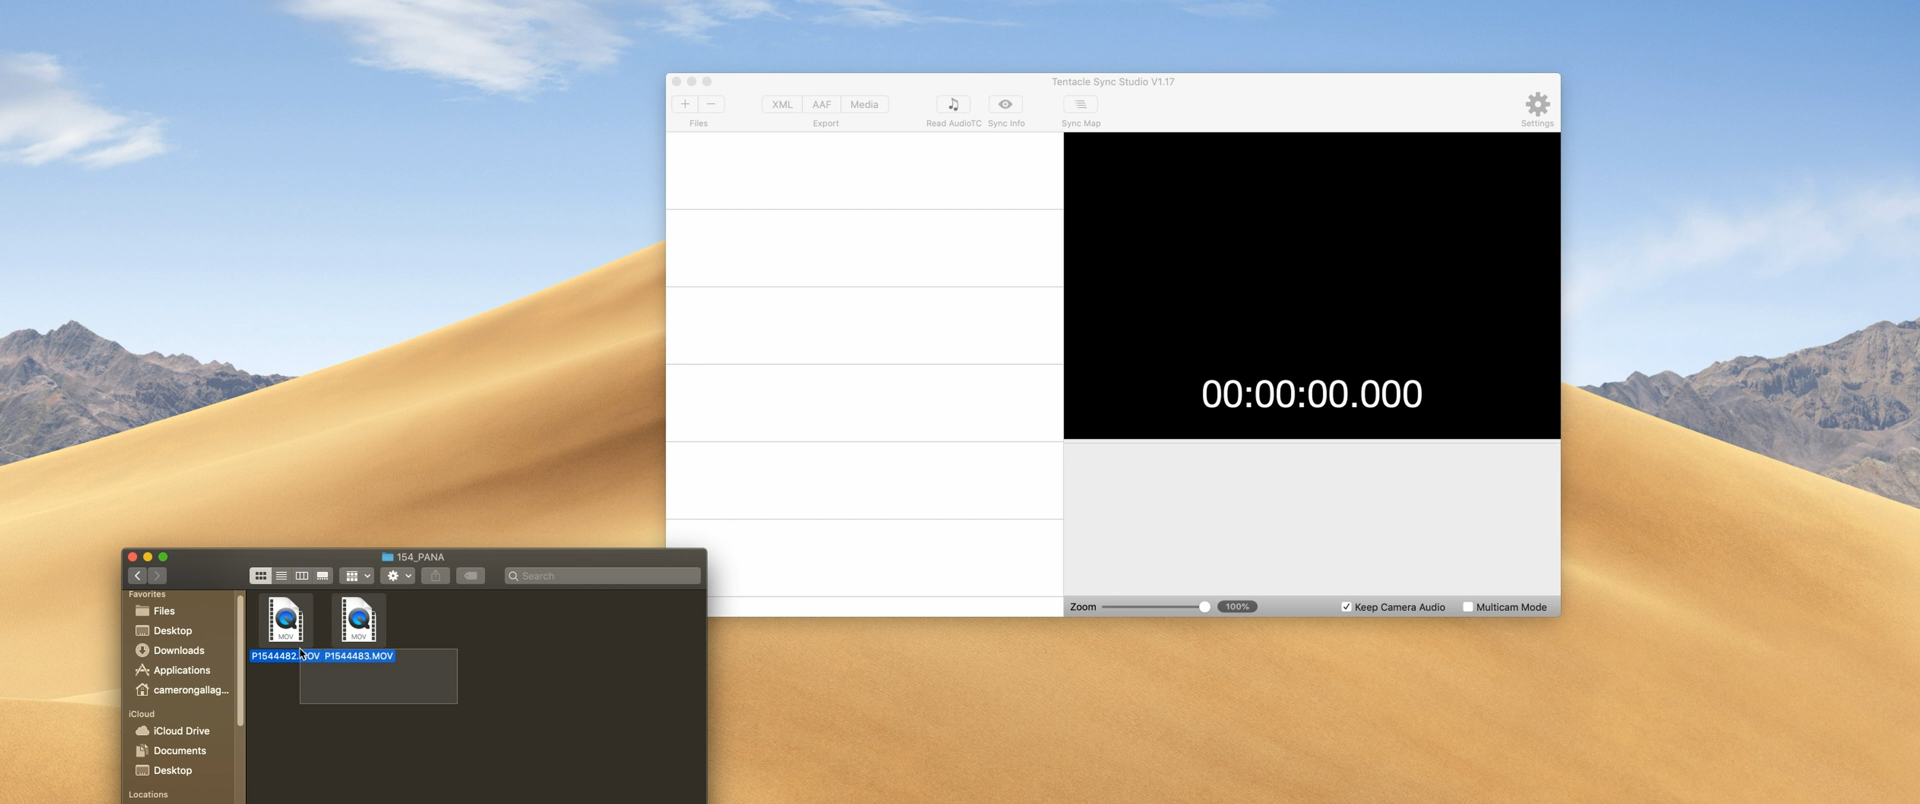 Tentacle Sync Studio V1.17
XML AAF Media
Files Export Read AudioTC Sync Info Sync Map Settings
00:00:00.000
Zoom 100% Keep Camera Audio Multicam Mode
154_PANA
Search
Favorites
Files
Desktop
Downloads
Applications
camerongallag...
iCloud
iCloud Drive
Documents
Desktop
Locations
MOV MOV
P1544482.MOV P1544483.MOV